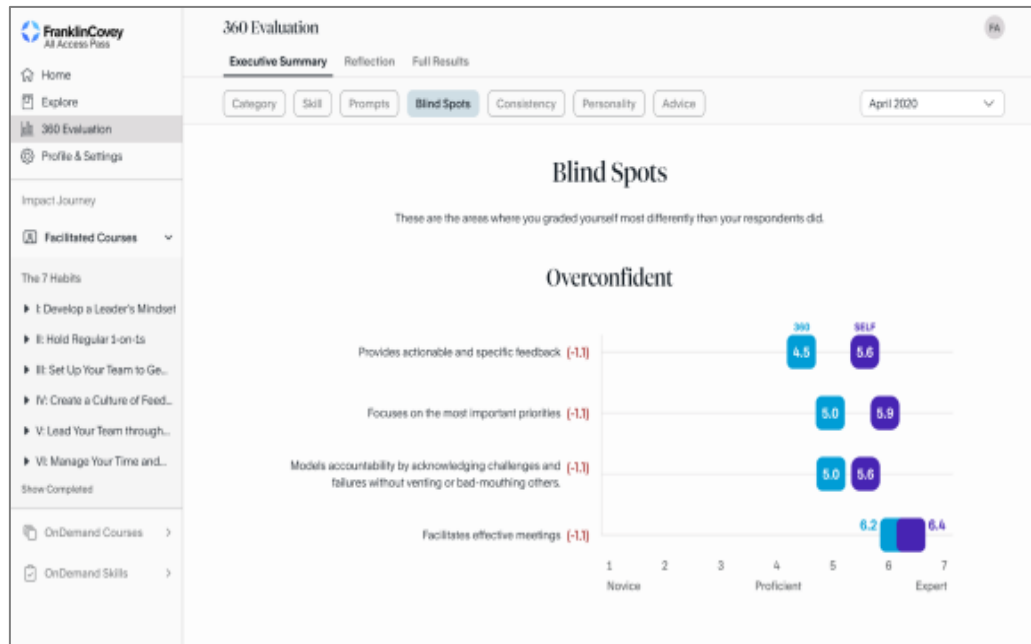 FranklinCovey
All Access Pass
Home
Explore
360 Evaluation
Profile & Settings
Impact Journey
Facilitated Courses
The 7 Habits
I: Develop a Leader's Mindset
II: Hold Regular 1-on-1s
III: Set Up Your Team to Ge...
IV: Create a Culture of Feed...
V: Lead Your Team through...
VI: Manage Your Time and...
Show Completed
OnDemand Courses
OnDemand Skills
360 Evaluation
FA
Executive Summary Reflection Full Results
Category Skill Prompts Blind Spots Consistency Personality Advice April 2020
Blind Spots
These are the areas where you graded yourself most differently than your respondents did.
Overconfident
360 SELF
Provides actionable and specific feedback (-1.1) 4.5 5.6
Focuses on the most important priorities (-1.1) 5.0 5.9
Models accountability by acknowledging challenges and (-1.1)
failures without venting or bad-mouthing others. 5.0 5.6
Facilitates effective meetings (-1.1) 6.2 6.4
1 2 3 4 5 6 7
Novice Proficient Expert